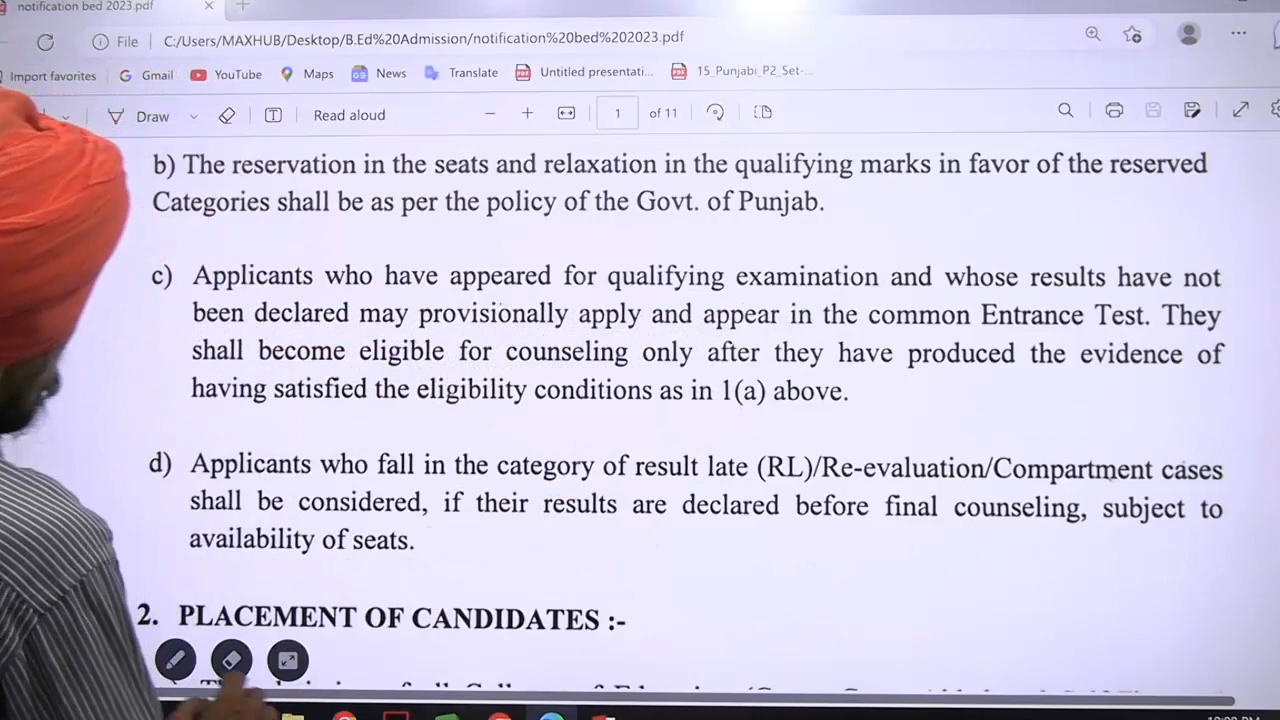 notification bed 2023.pdf
File C:/Users/MAXHUB/Desktop/B.Ed%20Admission/notification%20bed%202023.pdf
Import favorites Gmail YouTube Maps News Translate Untitled presentati... 15_Punjabi_P2_Set-...
Draw Read aloud 1 of 11
b) The reservation in the seats and relaxation in the qualifying marks in favor of the reserved
Categories shall be as per the policy of the Govt. of Punjab.
c) Applicants who have appeared for qualifying examination and whose results have not
been declared may provisionally apply and appear in the common Entrance Test. They
shall become eligible for counseling only after they have produced the evidence of
having satisfied the eligibility conditions as in 1(a) above.
d) Applicants who fall in the category of result late (RL)/Re-evaluation/Compartment cases
shall be considered, if their results are declared before final counseling, subject to
availability of seats.
2. PLACEMENT OF CANDIDATES :-